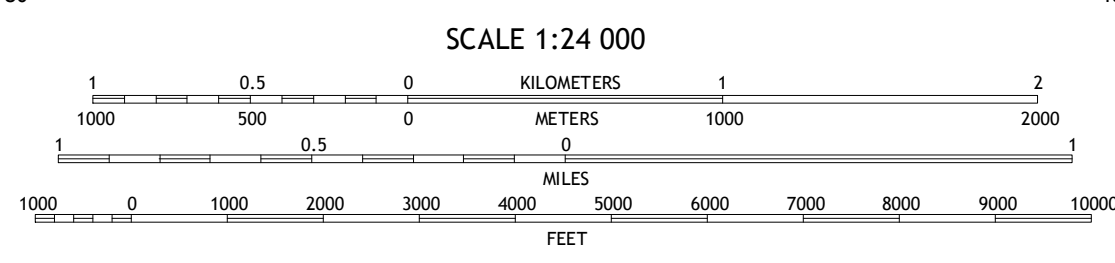 SCALE 1:24 000
1 0.5 0 KILOMETERS 1 2
1000 500 0 METERS 1000 2000
1 0.5 0 1
MILES
1000 0 1000 2000 3000 4000 5000 6000 7000 8000 9000 10000
FEET